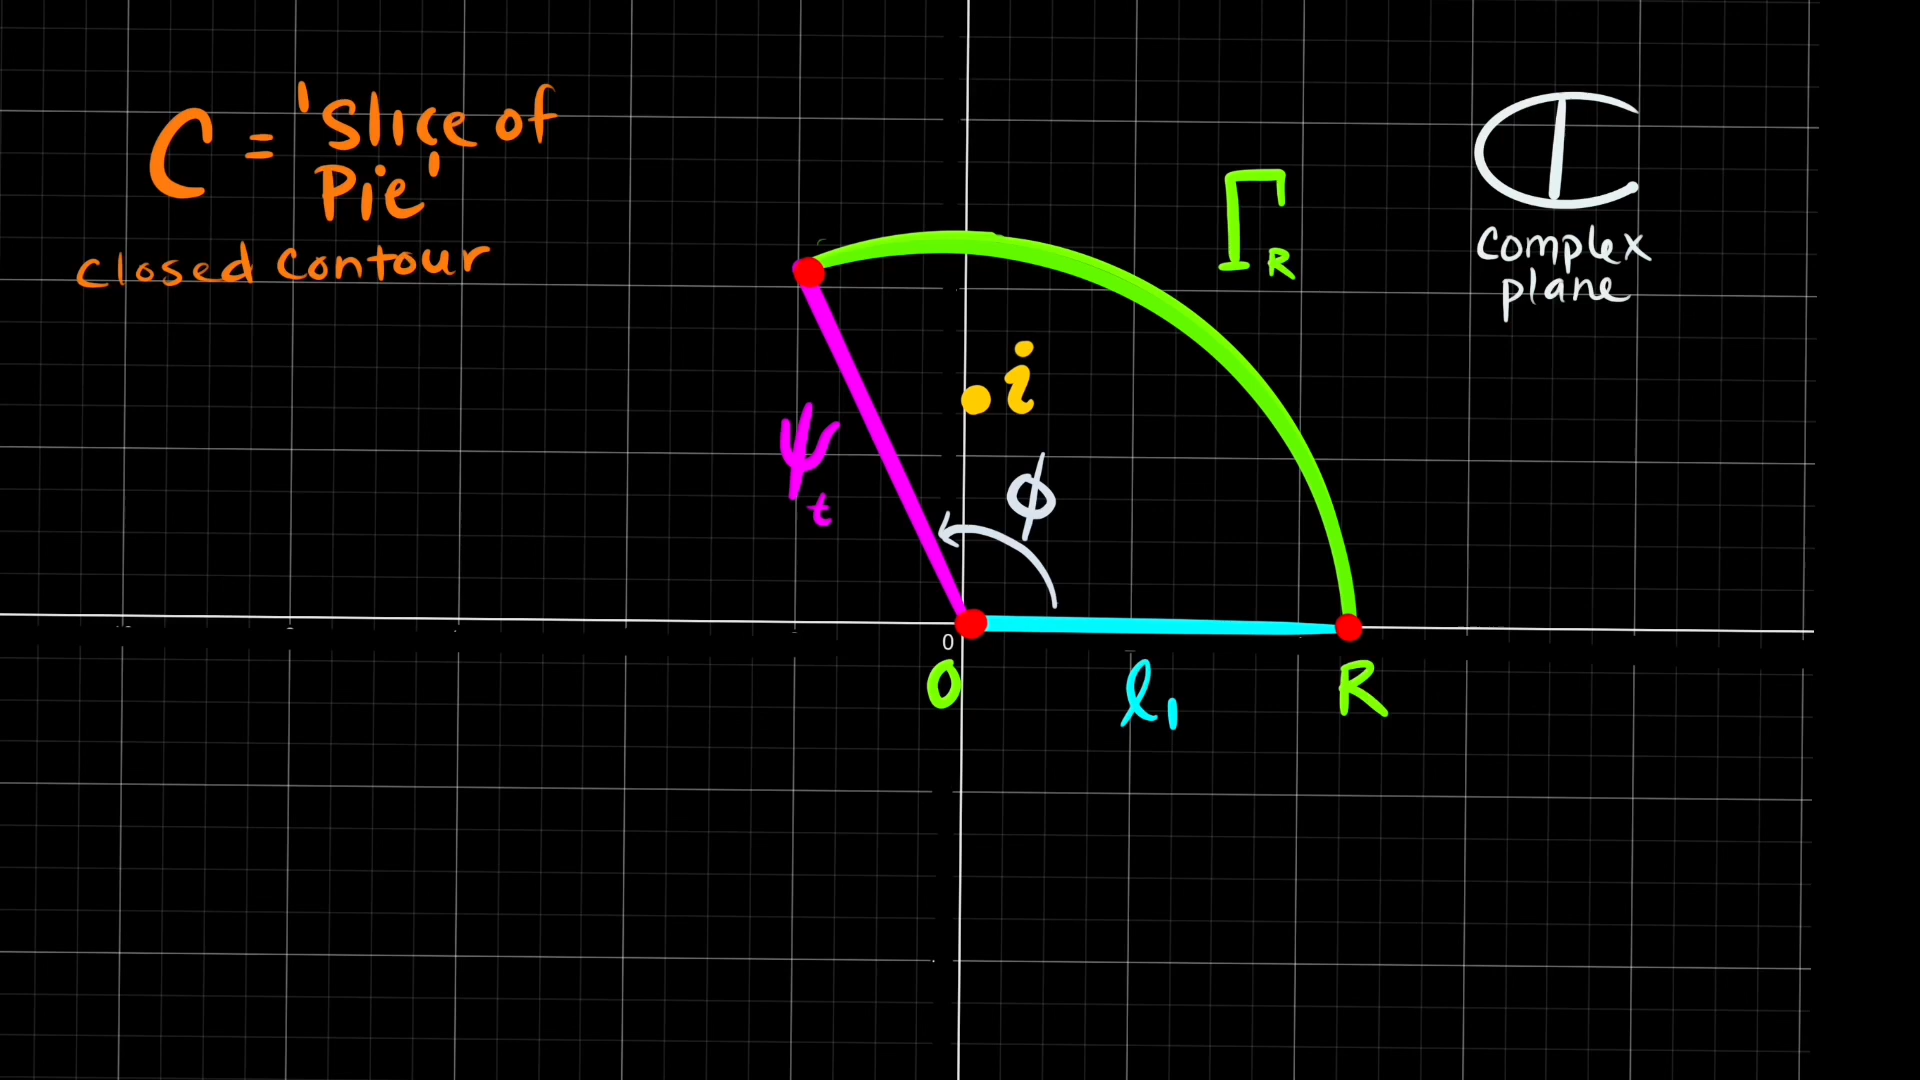 C = 'Slice of
Pie'
closed contour
ℂ
complex
plane
Γ_R
i
ψ_t
ϕ
0
0
ℓ_1
R